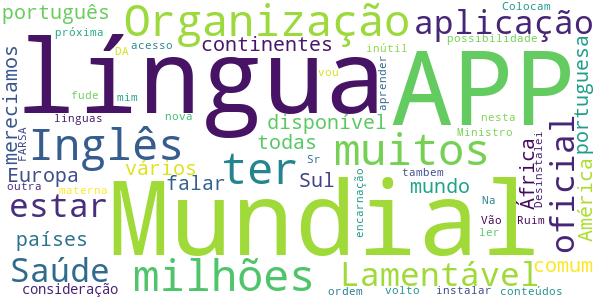 português
próxima
DA
acesso
fude
mim
vou
nova
línguas
FARSA
mereciamos
Organização
continentes
inútil
Colocam
aplicação
possibilidade
língua
APP
aprender
portuguesa
nesta
Ministro
disponível
todas
Inglês
ter
muitos
oficial
África
Desinstalei
América
Europa
vários
falar
Sul
Sr
mundo
tambem
outra
materna
encarnação
Na
Vão
Ruim
ler
estar
Mundial
países
Saúde
milhões
Lamentável
comum
consideração
ordem
volto
instalar
conteúdos